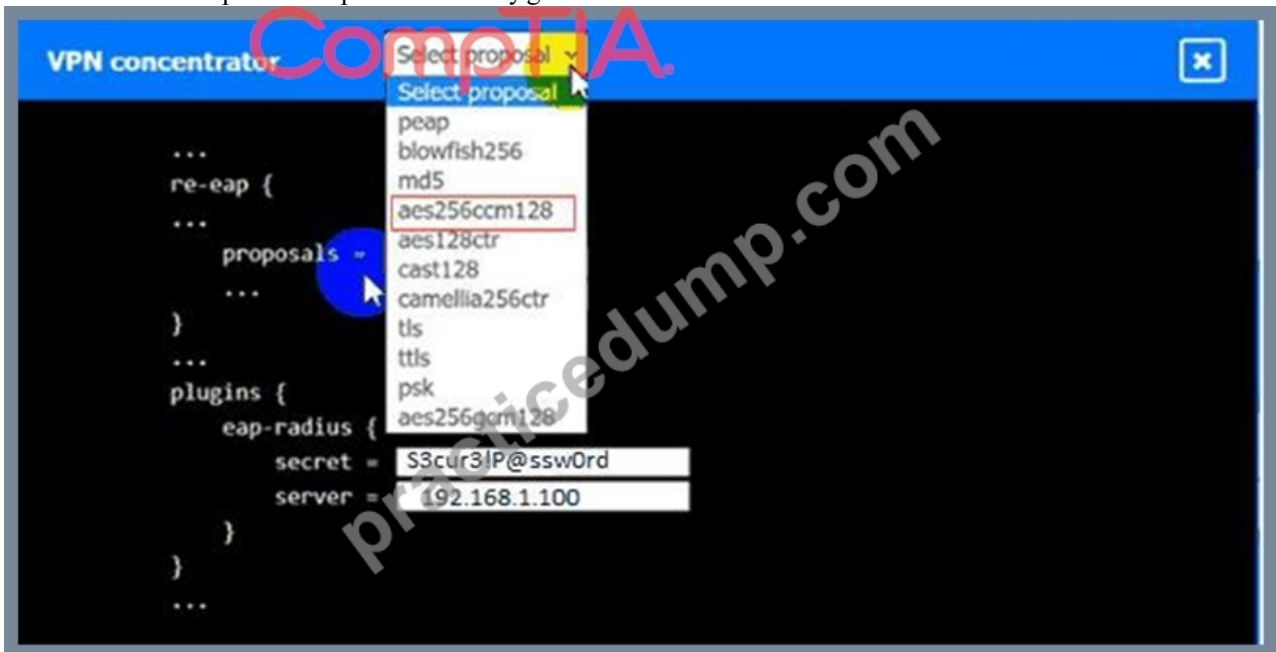 CompTIA.
VPN concentrator
Select proposal
Select proposal
peap
blowfish256
md5
aes256ccm128
aes128ctr
cast128
camellia256ctr
tls
ttls
psk
aes256gcm128
...
re-eap {
...
proposals =
...
}
...
plugins {
eap-radius {
secret = S3cur3!P@ssw0rd
server = 192.168.1.100
}
}
...
practicedump.com